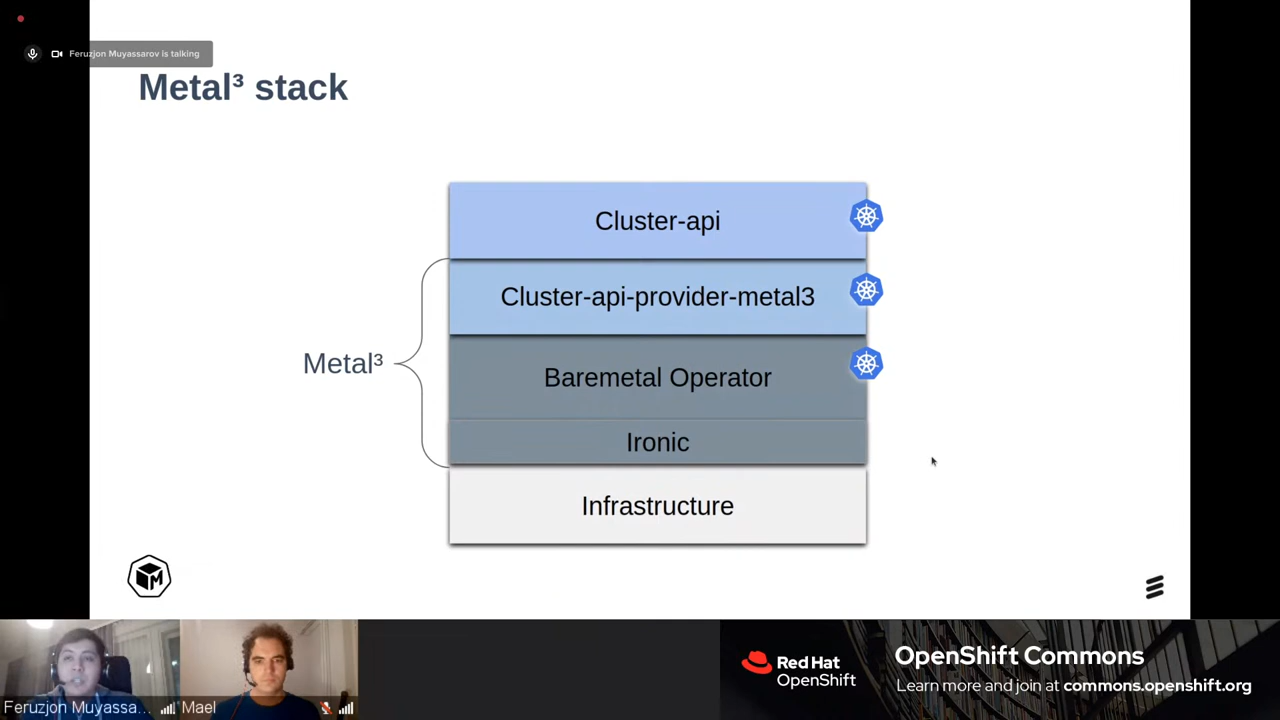 Feruzjon Muyassarov is talking
Metal³ stack
Cluster-api
Cluster-api-provider-metal3
Metal³
Baremetal Operator
Ironic
Infrastructure
M
Feruzjon Muyassa...
Mael
Red Hat
OpenShift
OpenShift Commons
Learn more and join at commons.openshift.org